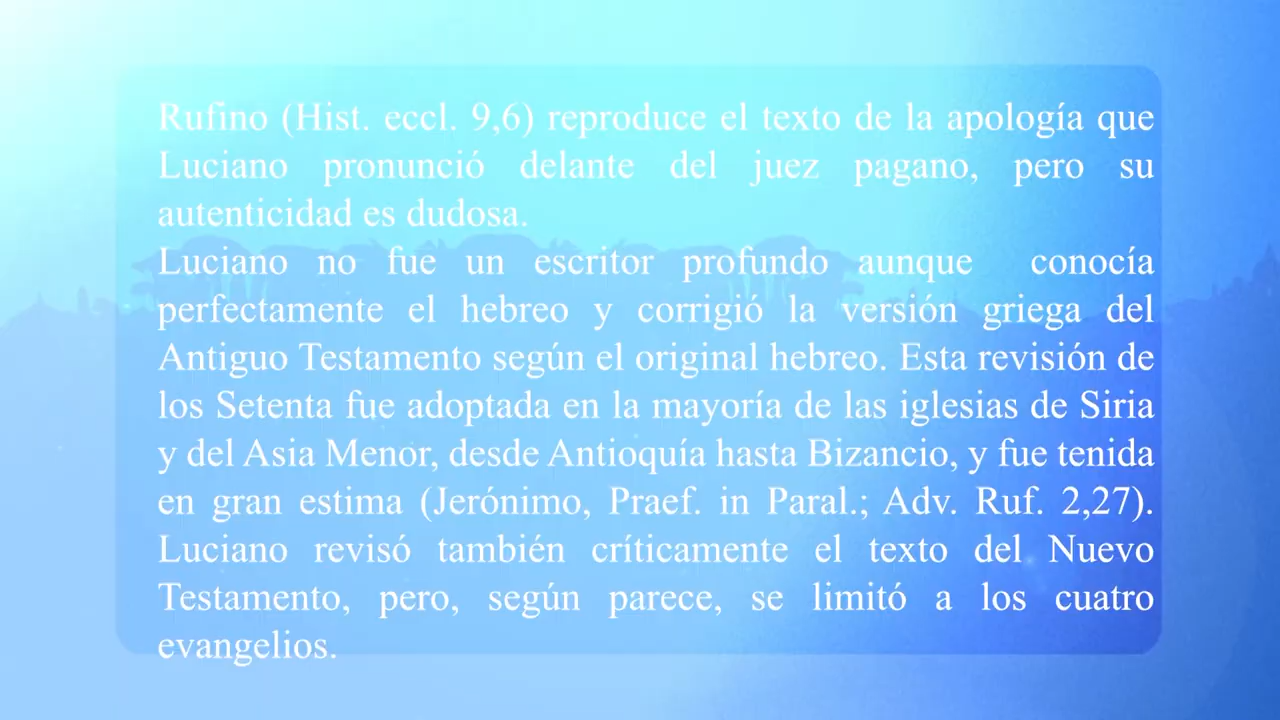 Rufino (Hist. eccl. 9,6) reproduce el texto de la apología que
Luciano pronunció delante del juez pagano, pero su
autenticidad es dudosa.
Luciano no fue un escritor profundo aunque conocía
perfectamente el hebreo y corrigió la versión griega del
Antiguo Testamento según el original hebreo. Esta revisión de
los Setenta fue adoptada en la mayoría de las iglesias de Siria
y del Asia Menor, desde Antioquía hasta Bizancio, y fue tenida
en gran estima (Jerónimo, Praef. in Paral.; Adv. Ruf. 2,27).
Luciano revisó también críticamente el texto del Nuevo
Testamento, pero, según parece, se limitó a los cuatro
evangelios.